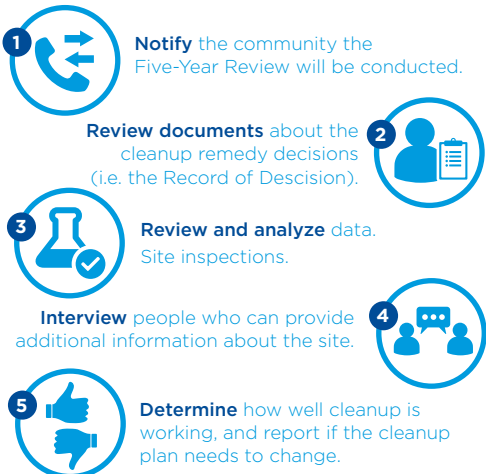 1
Notify the community the
Five-Year Review will be conducted.
Review documents about the
cleanup remedy decisions
(i.e. the Record of Descision).
2
3
Review and analyze data.
Site inspections.
Interview people who can provide
additional information about the site.
4
5
Determine how well cleanup is
working, and report if the cleanup
plan needs to change.